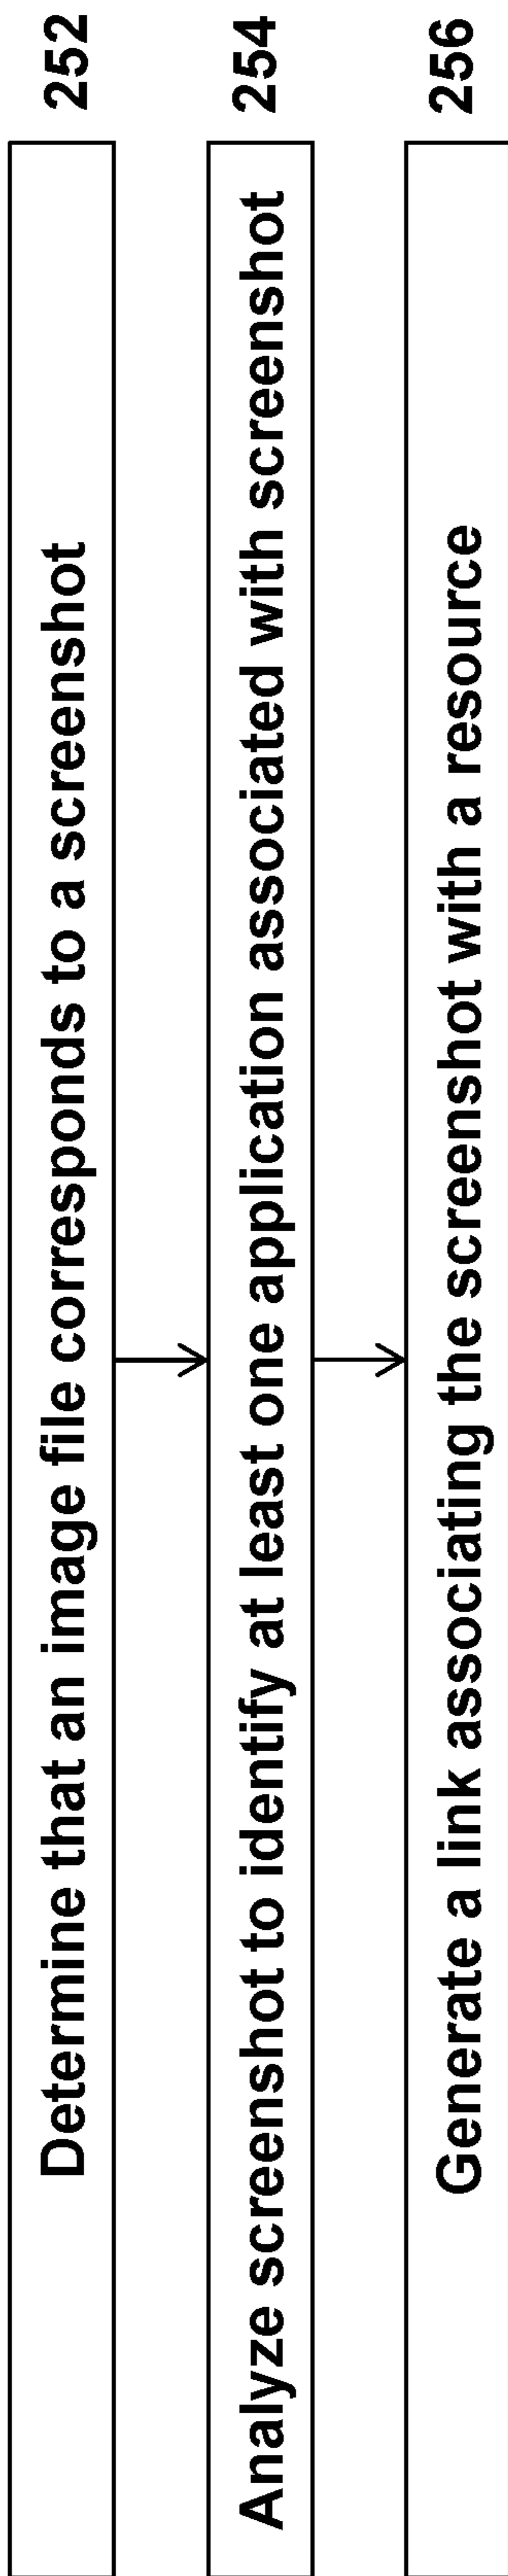 Determine that an image file corresponds to a screenshot 252
Analyze screenshot to identify at least one application associated with screenshot 254
Generate a link associating the screenshot with a resource 256